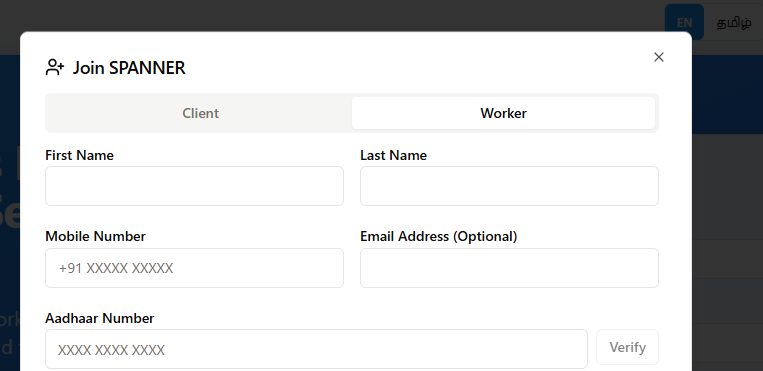 EN தமிழ்
Join SPANNER
Client Worker
First Name Last Name
Mobile Number Email Address (Optional)
+91 XXXXX XXXXX
Aadhaar Number
XXXX XXXX XXXX Verify